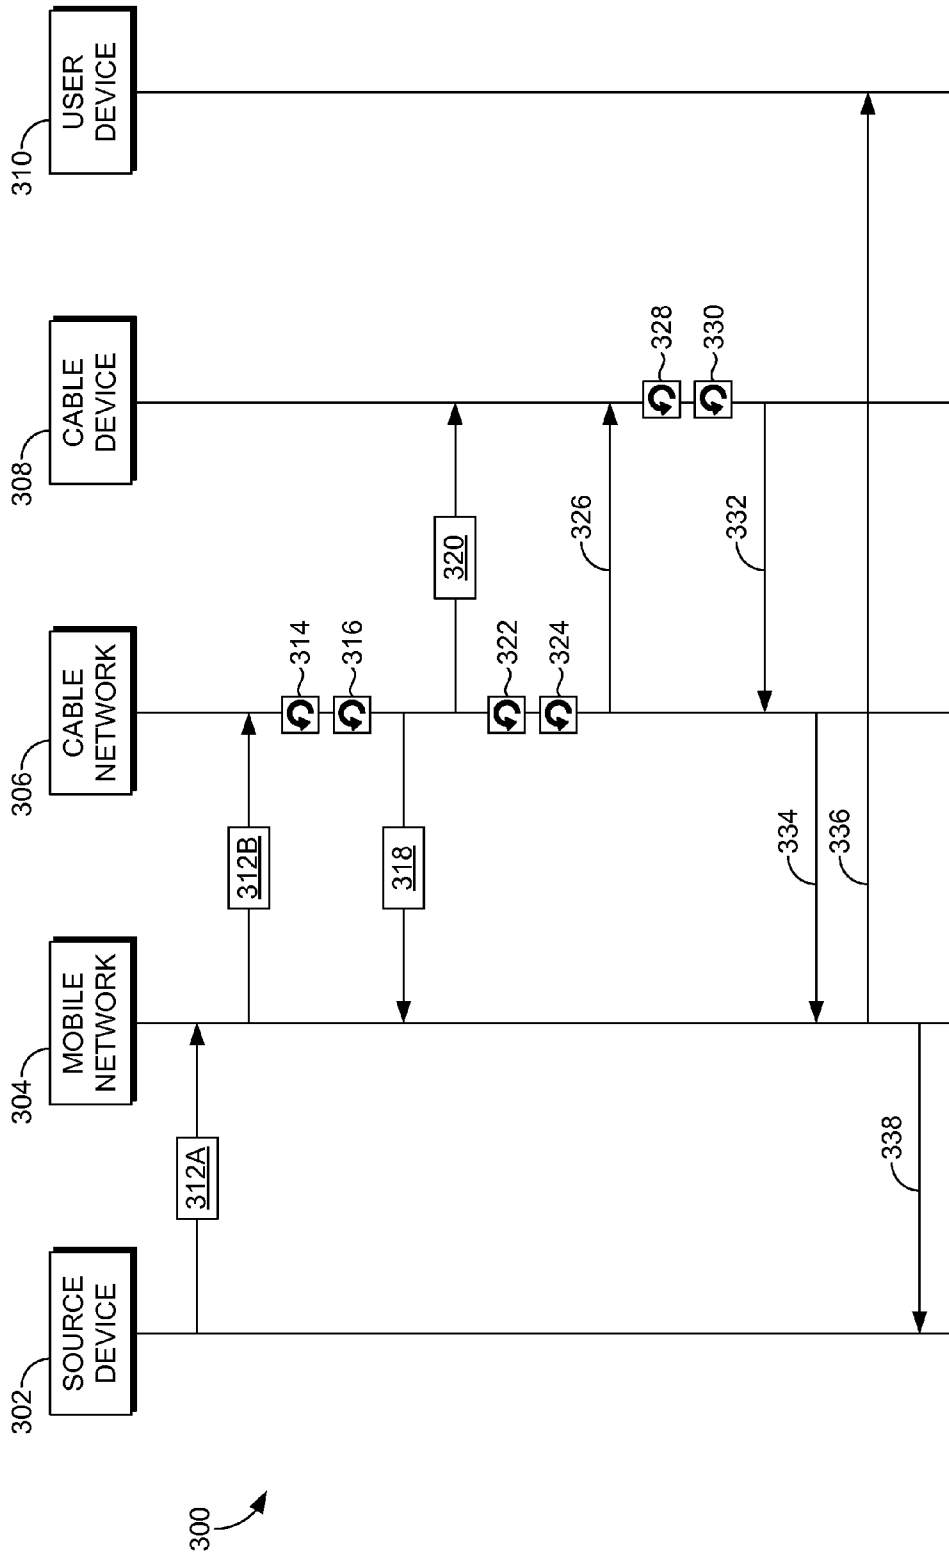 300
302
SOURCE
DEVICE
304
MOBILE
NETWORK
306
CABLE
NETWORK
308
CABLE
DEVICE
310
USER
DEVICE
312A
312B
314
316
318
320
322
324
326
328
330
332
334
336
338